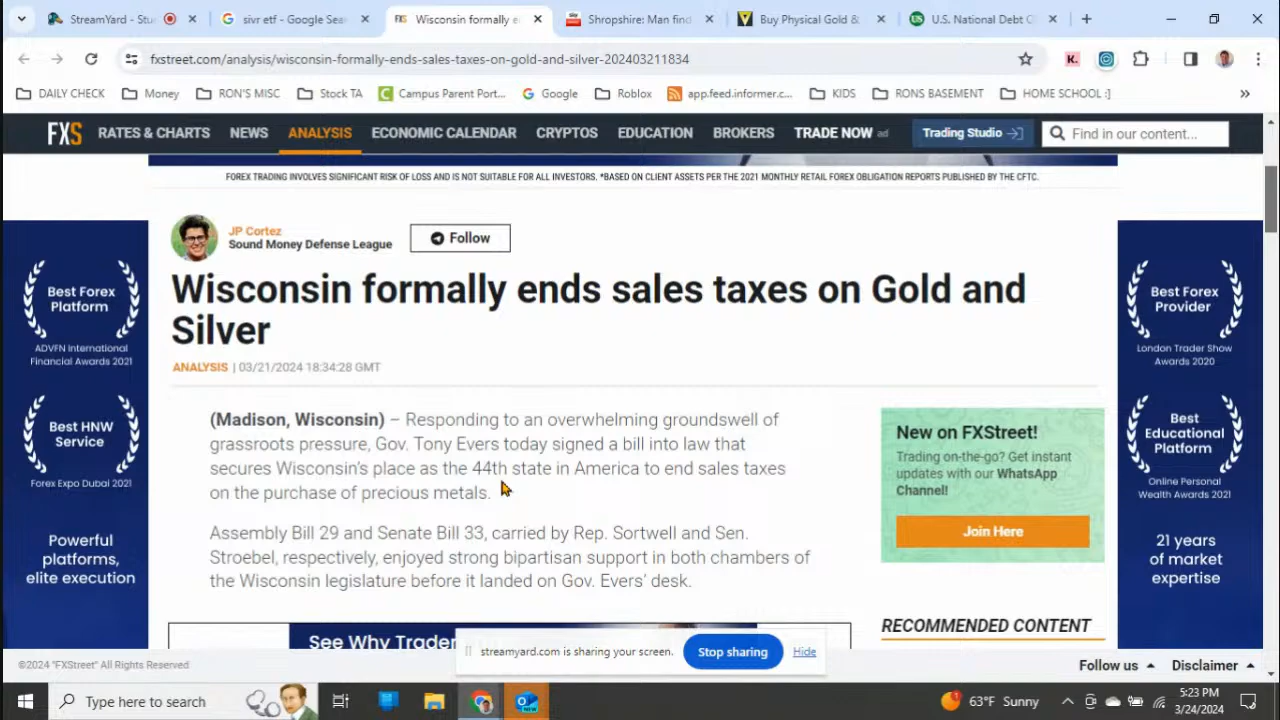 StreamYard - Stu
sivr etf - Google Sea
Wisconsin formally e
Shropshire: Man find
Buy Physical Gold &
U.S. National Debt C
fxstreet.com/analysis/wisconsin-formally-ends-sales-taxes-on-gold-and-silver-202403211834
DAILY CHECK
Money
RON'S MISC
Stock TA
Campus Parent Port...
Google
Roblox
app.feed.informer.c...
KIDS
RONS BASEMENT
HOME SCHOOL :]
FXS
RATES & CHARTS
NEWS
ANALYSIS
ECONOMIC CALENDAR
CRYPTOS
EDUCATION
BROKERS
TRADE NOW ad
Trading Studio
Find in our content...
FOREX TRADING INVOLVES SIGNIFICANT RISK OF LOSS AND IS NOT SUITABLE FOR ALL INVESTORS. *BASED ON CLIENT ASSETS PER THE 2021 MONTHLY RETAIL FOREX OBLIGATION REPORTS PUBLISHED BY THE CFTC.
JP Cortez
Sound Money Defense League
Follow
Wisconsin formally ends sales taxes on Gold and
Silver
ANALYSIS | 03/21/2024 18:34:28 GMT
(Madison, Wisconsin) – Responding to an overwhelming groundswell of
grassroots pressure, Gov. Tony Evers today signed a bill into law that
secures Wisconsin's place as the 44th state in America to end sales taxes
on the purchase of precious metals.
Assembly Bill 29 and Senate Bill 33, carried by Rep. Sortwell and Sen.
Stroebel, respectively, enjoyed strong bipartisan support in both chambers of
the Wisconsin legislature before it landed on Gov. Evers' desk.
Best Forex
Platform
ADVFN International
Financial Awards 2021
Best HNW
Service
Forex Expo Dubai 2021
Powerful
platforms,
elite execution
New on FXStreet!
Trading on-the-go? Get instant
updates with our WhatsApp
Channel!
Join Here
RECOMMENDED CONTENT
Best Forex
Provider
London Trader Show
Awards 2020
Best
Educational
Platform
Online Personal
Wealth Awards 2021
21 years
of market
expertise
See Why Trader
streamyard.com is sharing your screen.
Stop sharing
Hide
©2024 "FXStreet" All Rights Reserved
Follow us
Disclaimer
Type here to search
63°F Sunny
5:23 PM
3/24/2024